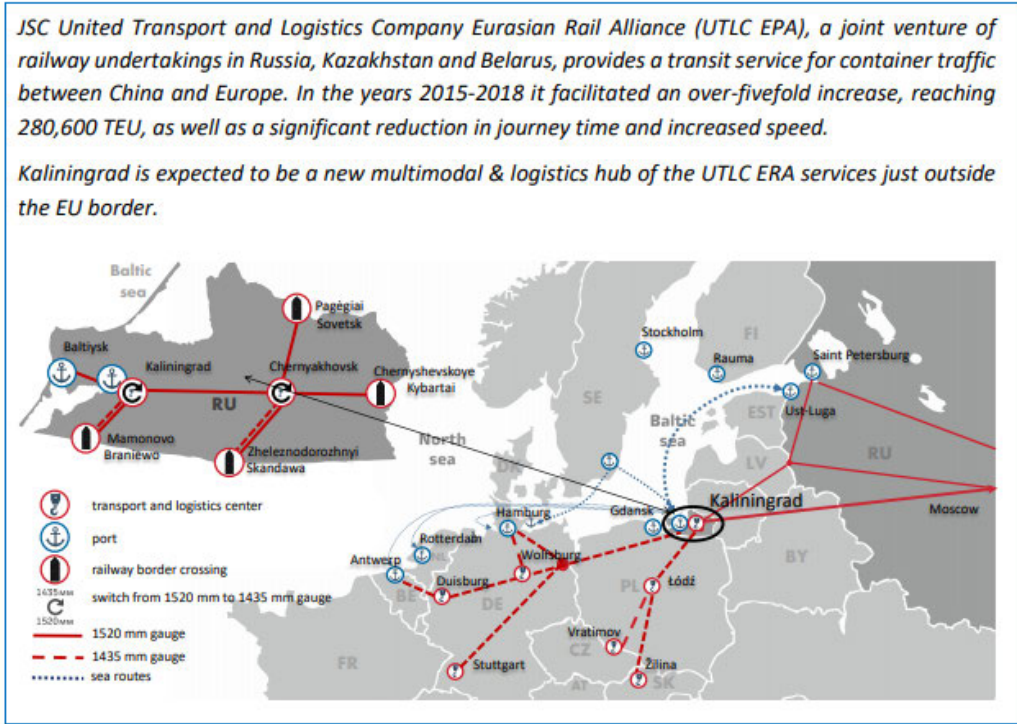 JSC United Transport and Logistics Company Eurasian Rail Alliance (UTLC EPA), a joint venture of
railway undertakings in Russia, Kazakhstan and Belarus, provides a transit service for container traffic
between China and Europe. In the years 2015-2018 it facilitated an over-fivefold increase, reaching
280,600 TEU, as well as a significant reduction in journey time and increased speed.
Kaliningrad is expected to be a new multimodal & logistics hub of the UTLC ERA services just outside
the EU border.
Baltic
sea
Pagėgiai
Sovetsk
Baltiysk
Kaliningrad
Chernyakhovsk
Chernyshevskoye
Kybartai
RU
Mamonovo
Braniewo
Zheleznodorozhnyi
Skandawa
North
sea
Stockholm
Rauma
FI
Saint Petersburg
SE
Baltic
sea
EST
Ust-Luga
LV
RU
DK
Kaliningrad
Moscow
Hamburg
Gdansk
Rotterdam
NL
Antwerp
Wolfsburg
BY
BE
Duisburg
DE
PL
Łódź
Vratimov
CZ
FR
Stuttgart
Žilina
AT
SK
transport and logistics center
port
railway border crossing
1435мм
switch from 1520 mm to 1435 mm gauge
1520мм
1520 mm gauge
1435 mm gauge
sea routes